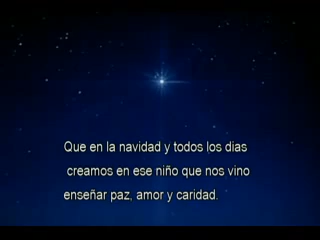 Que en la navidad y todos los dias
creamos en ese niño que nos vino
enseñar paz, amor y caridad.